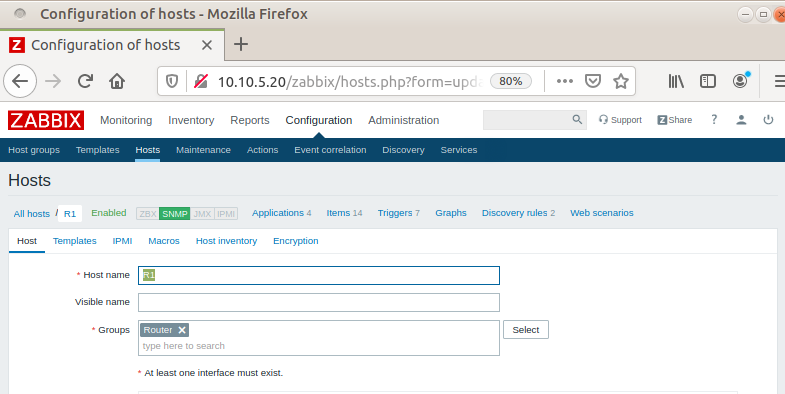 Configuration of hosts - Mozilla Firefox
Z Configuration of hosts
10.10.5.20/zabbix/hosts.php?form=upda 80%
ZABBIX Monitoring Inventory Reports Configuration Administration Support Z Share ?
Host groups Templates Hosts Maintenance Actions Event correlation Discovery Services
Hosts
All hosts / R1 Enabled ZBX SNMP JMX IPMI Applications 4 Items 14 Triggers 7 Graphs Discovery rules 2 Web scenarios
Host Templates IPMI Macros Host inventory Encryption
* Host name R1
Visible name
* Groups Router Select
type here to search
* At least one interface must exist.